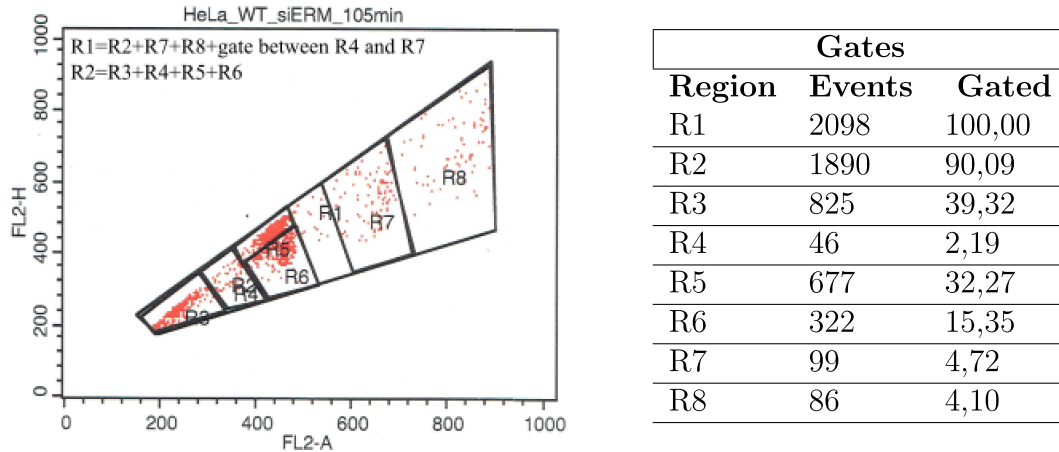 HeLa_WT_siERM_105min
R1=R2+R7+R8+gate between R4 and R7
R2=R3+R4+R5+R6
1000
800
600
400
200
0
FL2-H
R8
R1
R7
R5
R6
R2
R4
R3
0 200 400 600 800 1000
FL2-A
Gates
Region Events Gated
R1 2098 100,00
R2 1890 90,09
R3 825 39,32
R4 46 2,19
R5 677 32,27
R6 322 15,35
R7 99 4,72
R8 86 4,10